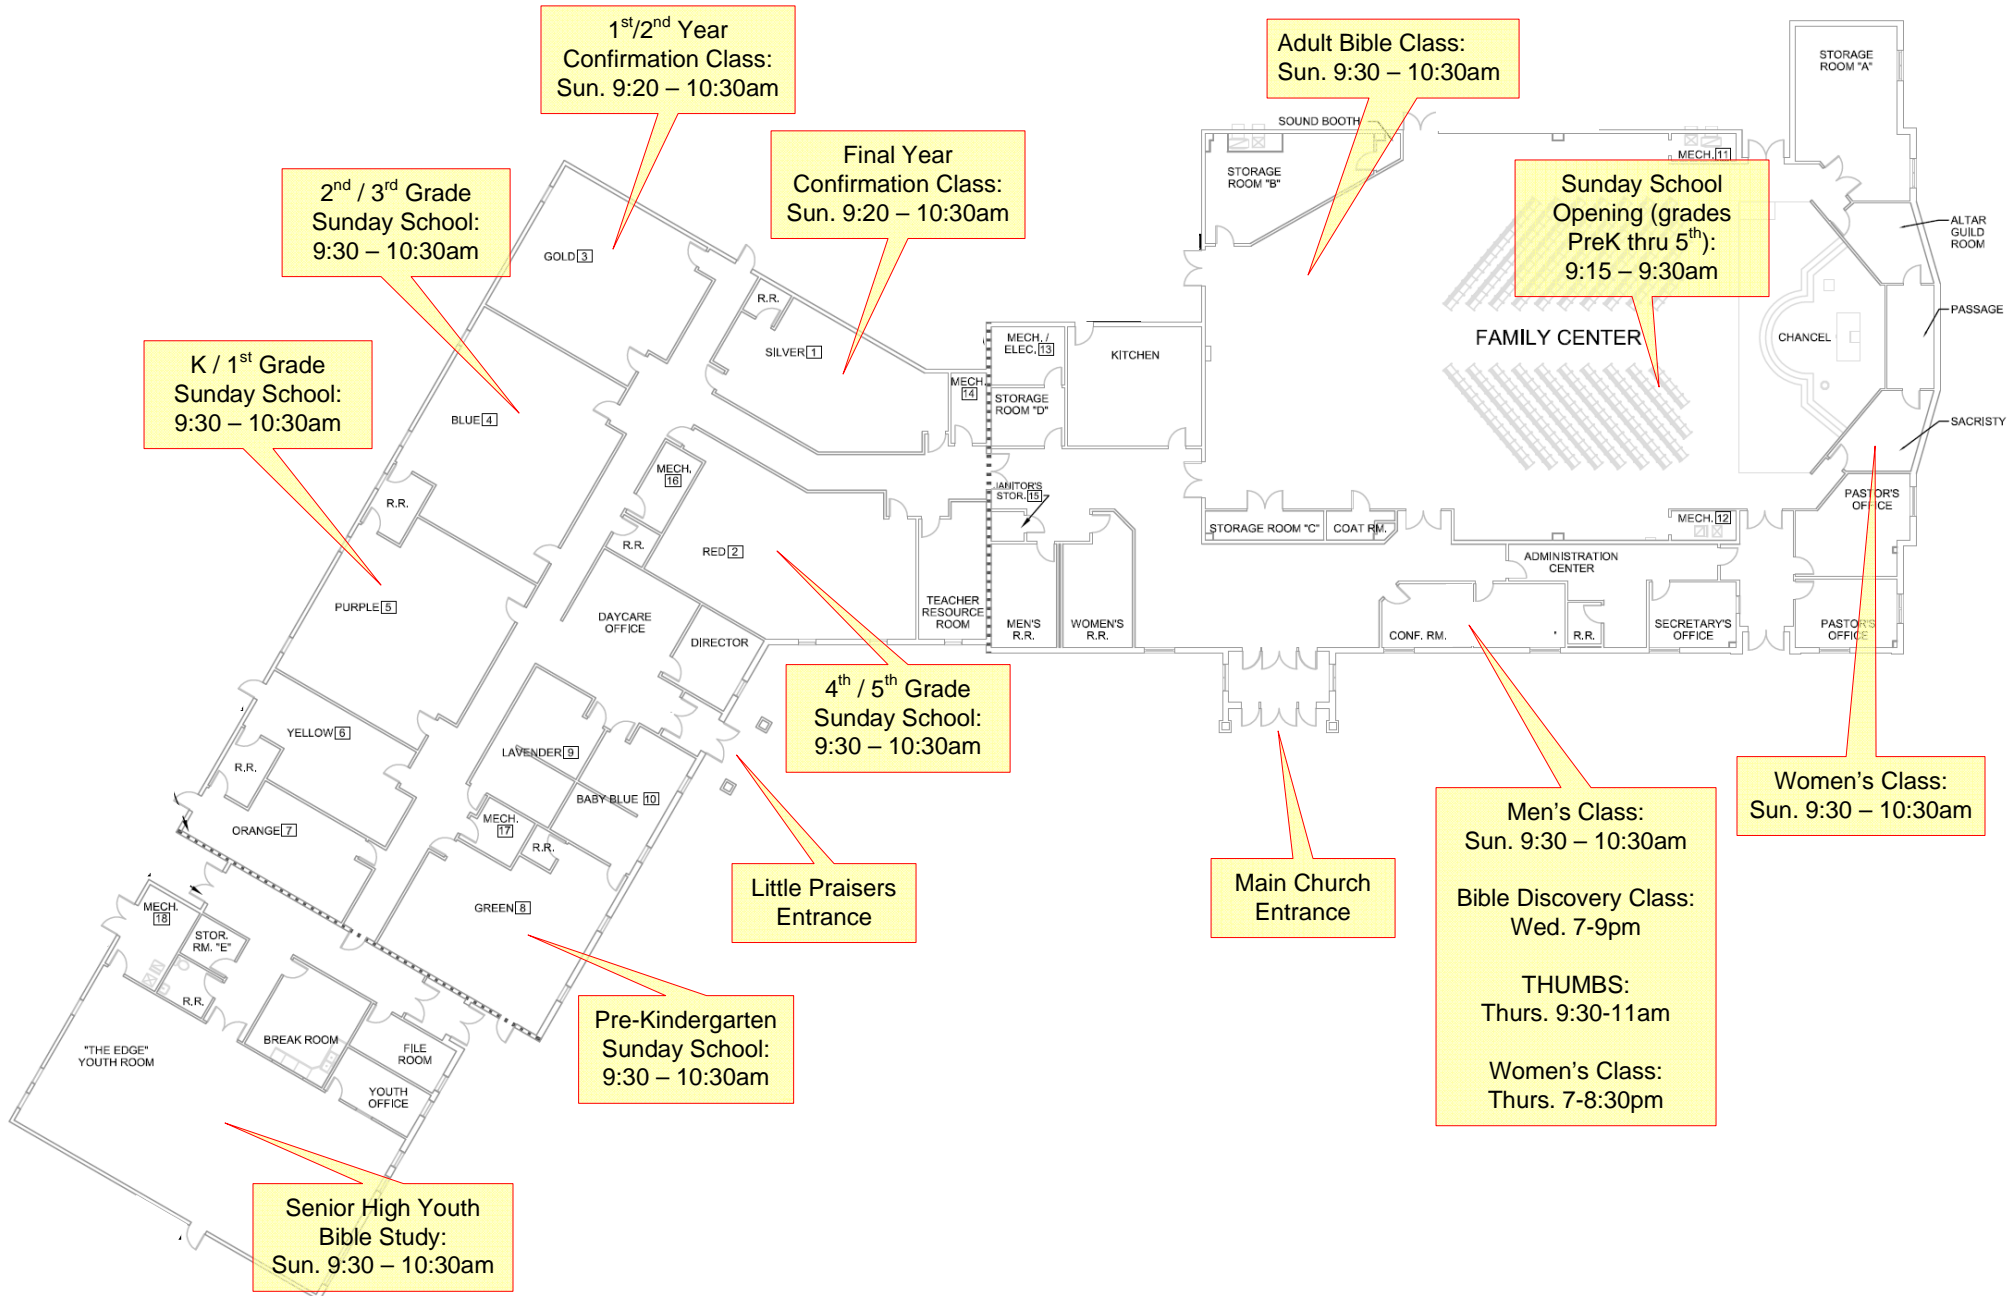 1st/2nd Year
Confirmation Class:
Sun. 9:20 – 10:30am
Adult Bible Class:
Sun. 9:30 – 10:30am
STORAGE
ROOM "A"
SOUND BOOTH
Final Year
Confirmation Class:
Sun. 9:20 – 10:30am
MECH. 11
STORAGE
ROOM "B"
2nd / 3rd Grade
Sunday School:
9:30 – 10:30am
Sunday School
Opening (grades
PreK thru 5th):
9:15 – 9:30am
ALTAR
GUILD
ROOM
GOLD 3
R.R.
PASSAGE
FAMILY CENTER
CHANCEL
MECH. /
ELEC. 13
KITCHEN
SILVER 1
K / 1st Grade
Sunday School:
9:30 – 10:30am
MECH.
14
STORAGE
ROOM "D"
BLUE 4
SACRISTY
MECH.
16
R.R.
JANITOR'S
STOR. 15
PASTOR'S
OFFICE
STORAGE ROOM "C"
COAT RM.
MECH. 12
R.R.
RED 2
ADMINISTRATION
CENTER
PURPLE 5
DAYCARE
OFFICE
TEACHER
RESOURCE
ROOM
MEN'S
R.R.
WOMEN'S
R.R.
CONF. RM.
R.R.
SECRETARY'S
OFFICE
PASTOR'S
OFFICE
DIRECTOR
4th / 5th Grade
Sunday School:
9:30 – 10:30am
YELLOW 6
R.R.
LAVENDER 9
BABY BLUE 10
Women's Class:
Sun. 9:30 – 10:30am
ORANGE 7
MECH.
17
R.R.
Men's Class:
Sun. 9:30 – 10:30am
Bible Discovery Class:
Wed. 7-9pm
THUMBS:
Thurs. 9:30-11am
Women's Class:
Thurs. 7-8:30pm
Little Praisers
Entrance
Main Church
Entrance
GREEN 8
MECH.
18
STOR.
RM. "E"
R.R.
Pre-Kindergarten
Sunday School:
9:30 – 10:30am
BREAK ROOM
FILE
ROOM
"THE EDGE"
YOUTH ROOM
YOUTH
OFFICE
Senior High Youth
Bible Study:
Sun. 9:30 – 10:30am